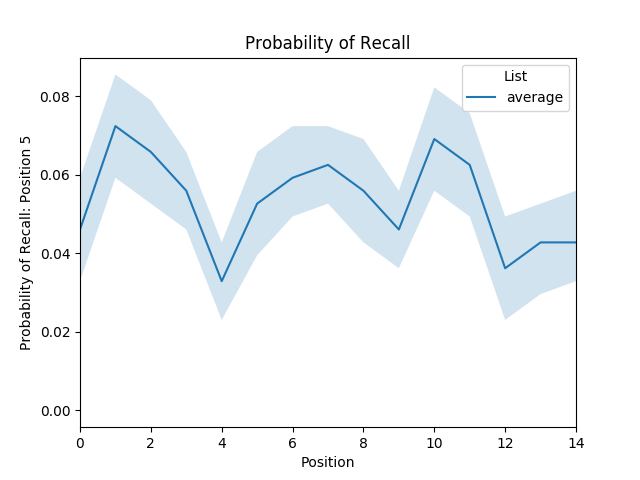 Probability of Recall
List
average
Probability of Recall: Position 5
0.08
0.06
0.04
0.02
0.00
0 2 4 6 8 10 12 14
Position